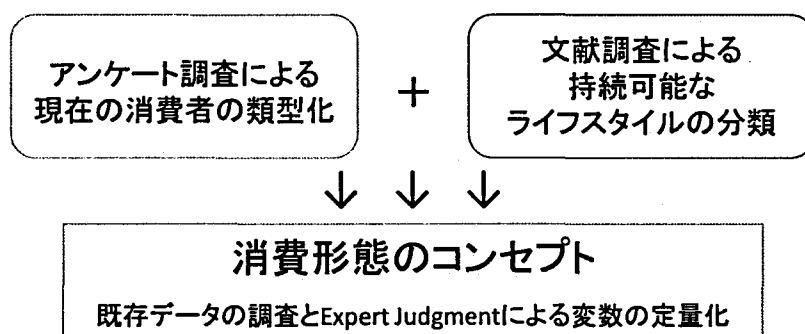 アンケート調査による
現在の消費者の類型化
+
文献調査による
持続可能な
ライフスタイルの分類
消費形態のコンセプト
既存データの調査とExpert Judgmentによる変数の定量化